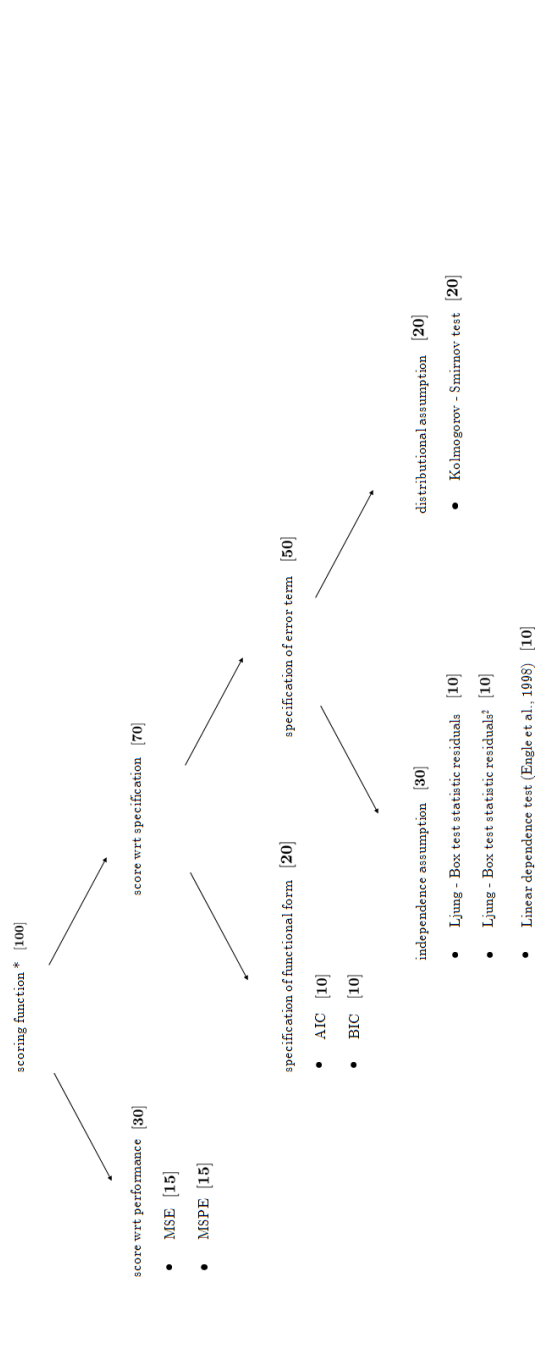 scoring function * [100]
score wrt performance [30]
• MSE [15]
• MSPE [15]
score wrt specification [70]
specification of functional form [20]
• AIC [10]
• BIC [10]
specification of error term [50]
independence assumption [30]
• Ljung - Box test statistic residuals [10]
• Ljung - Box test statistic residuals² [10]
• Linear dependence test (Engle et al., 1998) [10]
distributional assumption [20]
• Kolmogorov - Smirnov test [20]